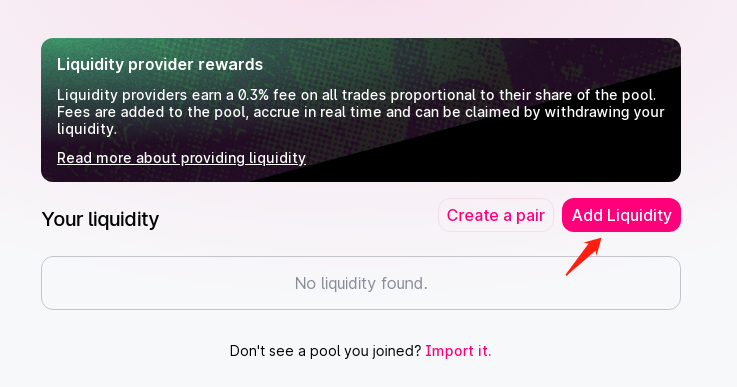 Liquidity provider rewards
Liquidity providers earn a 0.3% fee on all trades proportional to their share of the pool.
Fees are added to the pool, accrue in real time and can be claimed by withdrawing your
liquidity.
Read more about providing liquidity
Your liquidity
Create a pair
Add Liquidity
No liquidity found.
Don't see a pool you joined? Import it.